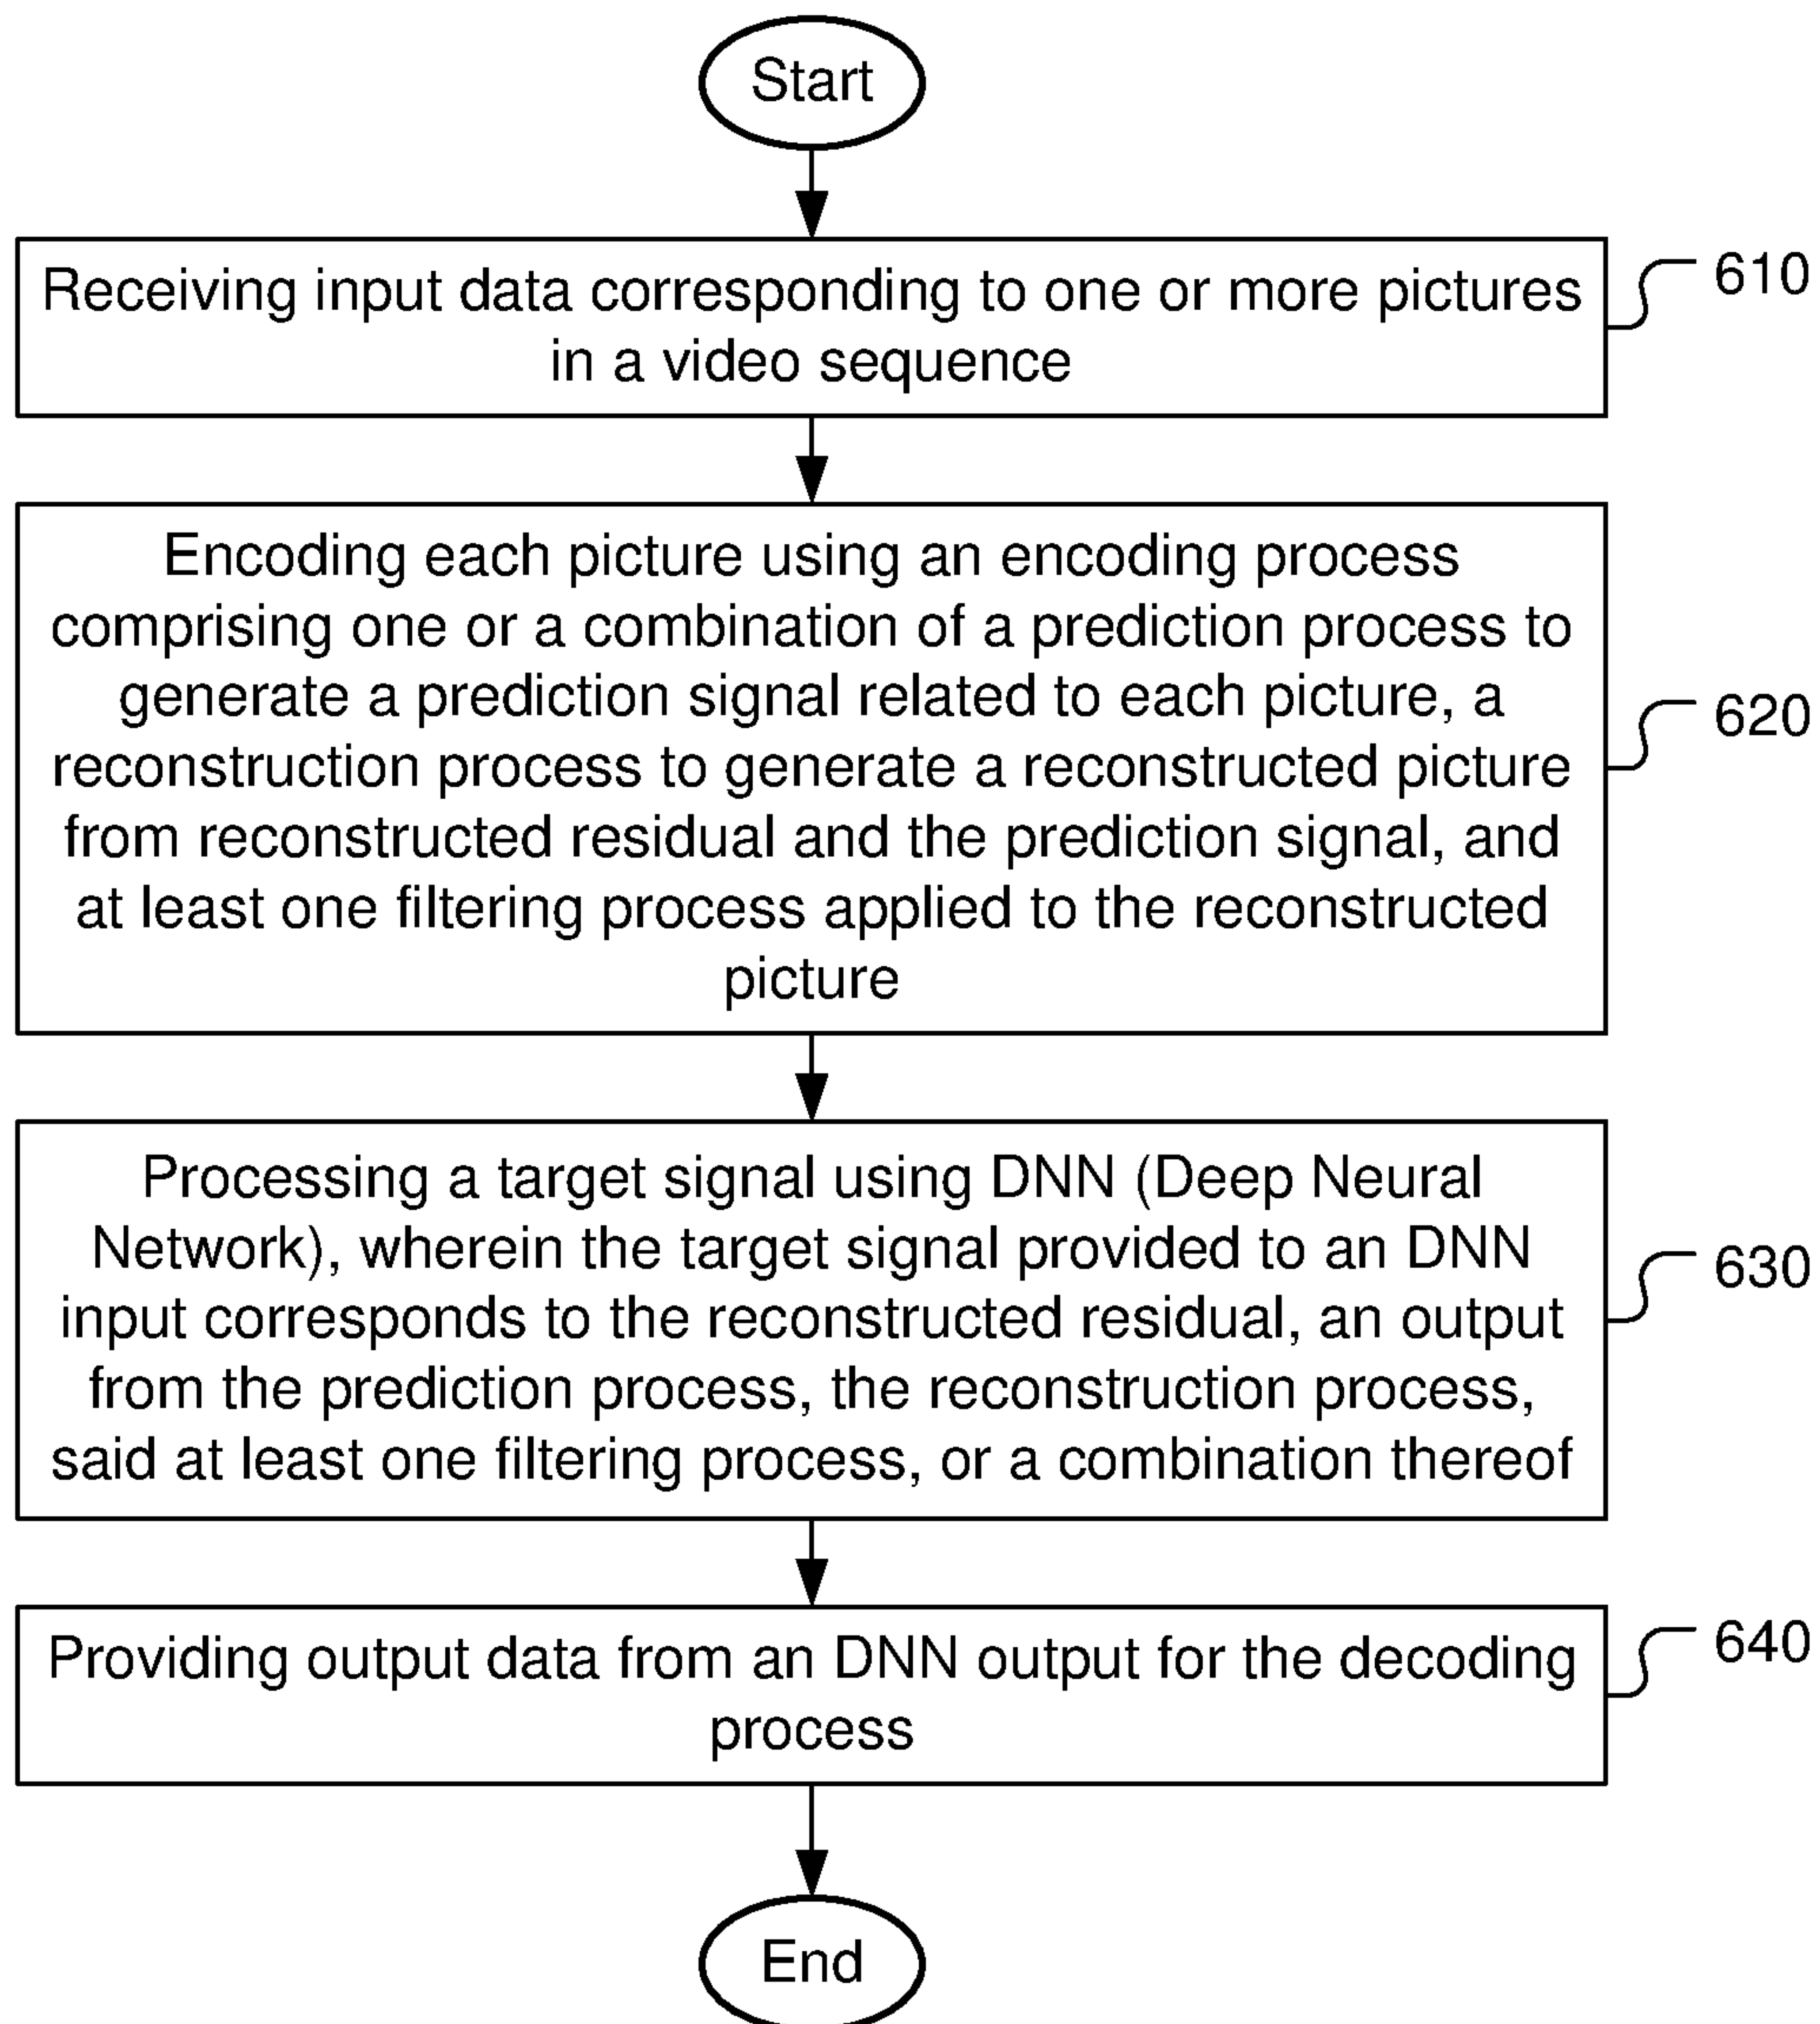 Start
Receiving input data corresponding to one or more pictures
in a video sequence
610
Encoding each picture using an encoding process
comprising one or a combination of a prediction process to
generate a prediction signal related to each picture, a
reconstruction process to generate a reconstructed picture
from reconstructed residual and the prediction signal, and
at least one filtering process applied to the reconstructed
picture
620
Processing a target signal using DNN (Deep Neural
Network), wherein the target signal provided to an DNN
input corresponds to the reconstructed residual, an output
from the prediction process, the reconstruction process,
said at least one filtering process, or a combination thereof
630
Providing output data from an DNN output for the decoding
process
640
End